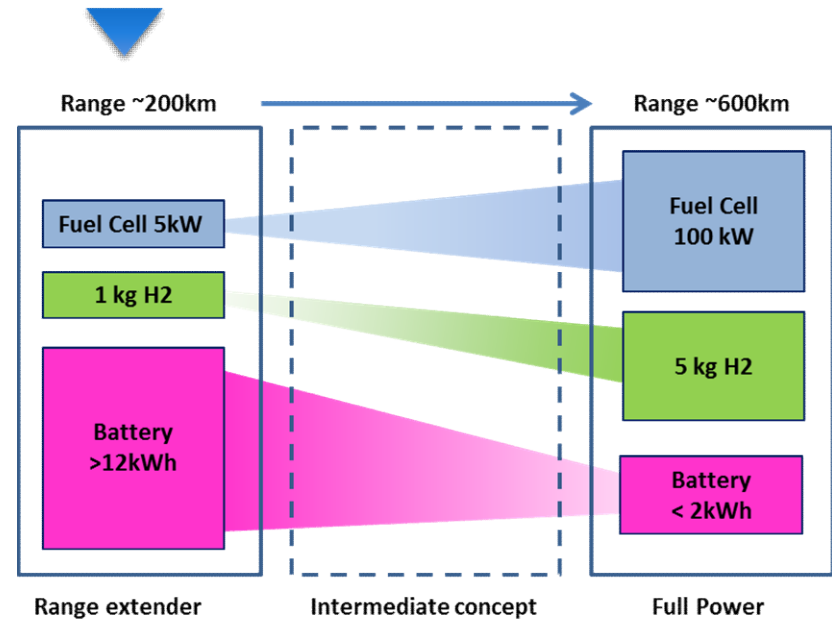 Range ~200km
Range ~600km
Fuel Cell 5kW
1 kg H2
Battery
>12kWh
Fuel Cell
100 kW
5 kg H2
Battery
< 2kWh
Range extender
Intermediate concept
Full Power